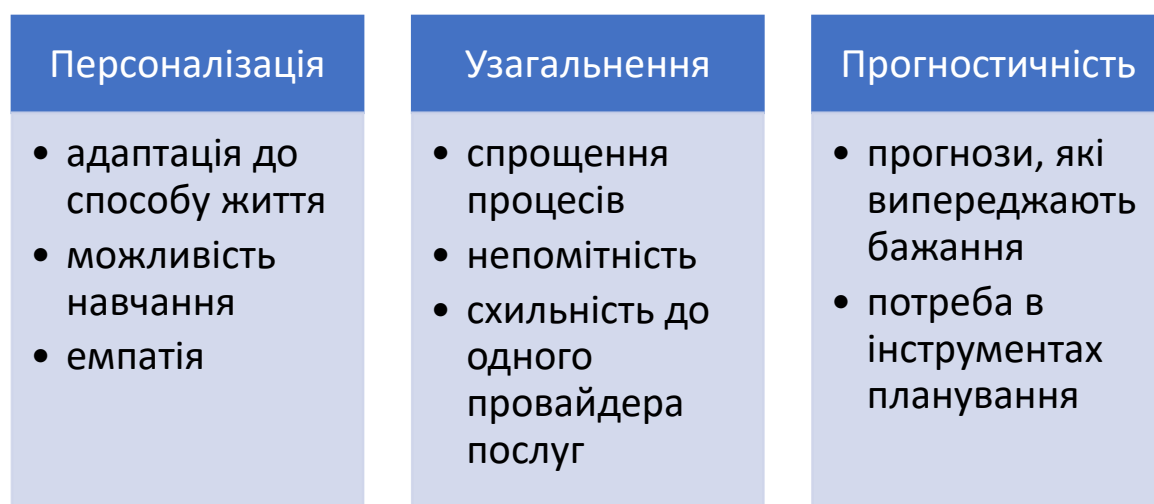 Персоналізація
• адаптація до
способу життя
• можливість
навчання
• емпатія
Узагальнення
• спрощення
процесів
• непомітність
• схильність до
одного
провайдера
послуг
Прогностичність
• прогнози, які
випереджають
бажання
• потреба в
інструментах
планування